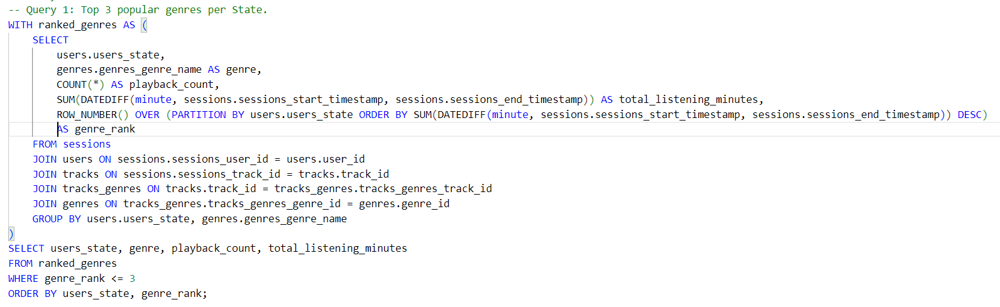 -- Query 1: Top 3 popular genres per State.
WITH ranked_genres AS (
    SELECT
        users.users_state,
        genres.genres_genre_name AS genre,
        COUNT(*) AS playback_count,
        SUM(DATEDIFF(minute, sessions.sessions_start_timestamp, sessions.sessions_end_timestamp)) AS total_listening_minutes,
        ROW_NUMBER() OVER (PARTITION BY users.users_state ORDER BY SUM(DATEDIFF(minute, sessions.sessions_start_timestamp, sessions.sessions_end_timestamp)) DESC)
        AS genre_rank
    FROM sessions
    JOIN users ON sessions.sessions_user_id = users.user_id
    JOIN tracks ON sessions.sessions_track_id = tracks.track_id
    JOIN tracks_genres ON tracks.track_id = tracks_genres.tracks_genres_track_id
    JOIN genres ON tracks_genres.tracks_genres_genre_id = genres.genre_id
    GROUP BY users.users_state, genres.genres_genre_name
)
SELECT users_state, genre, playback_count, total_listening_minutes
FROM ranked_genres
WHERE genre_rank <= 3
ORDER BY users_state, genre_rank;